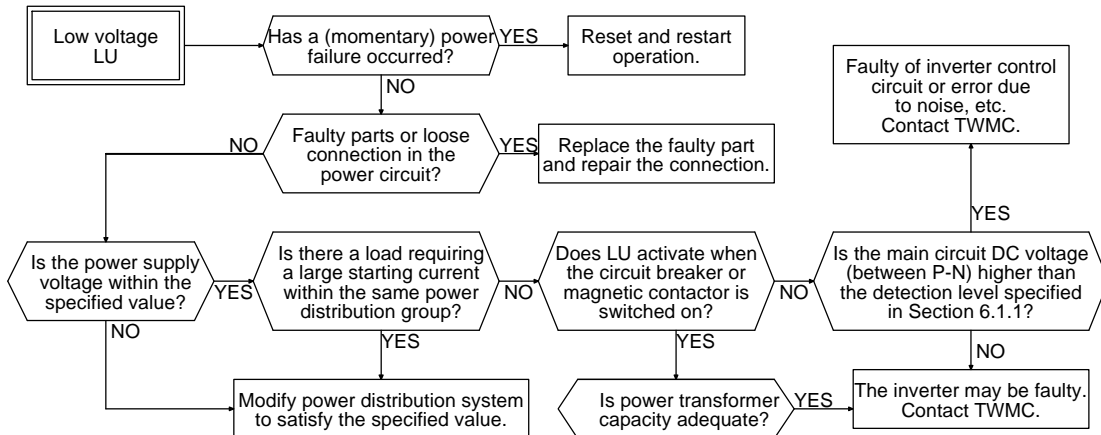 Low voltage
LU
Has a (momentary) power
failure occurred?
YES
Reset and restart
operation.
NO
Faulty of inverter control
circuit or error due
to noise, etc.
Contact TWMC.
Faulty parts or loose
connection in the
power circuit?
NO
YES
Replace the faulty part
and repair the connection.
YES
Is the power supply
voltage within the
specified value?
YES
NO
Is there a load requiring
a large starting current
within the same power
distribution group?
NO
YES
Does LU activate when
the circuit breaker or
magnetic contactor is
switched on?
NO
YES
Is the main circuit DC voltage
(between P-N) higher than
the detection level specified
in Section 6.1.1?
NO
Modify power distribution system
to satisfy the specified value.
Is power transformer
capacity adequate?
YES
The inverter may be faulty.
Contact TWMC.